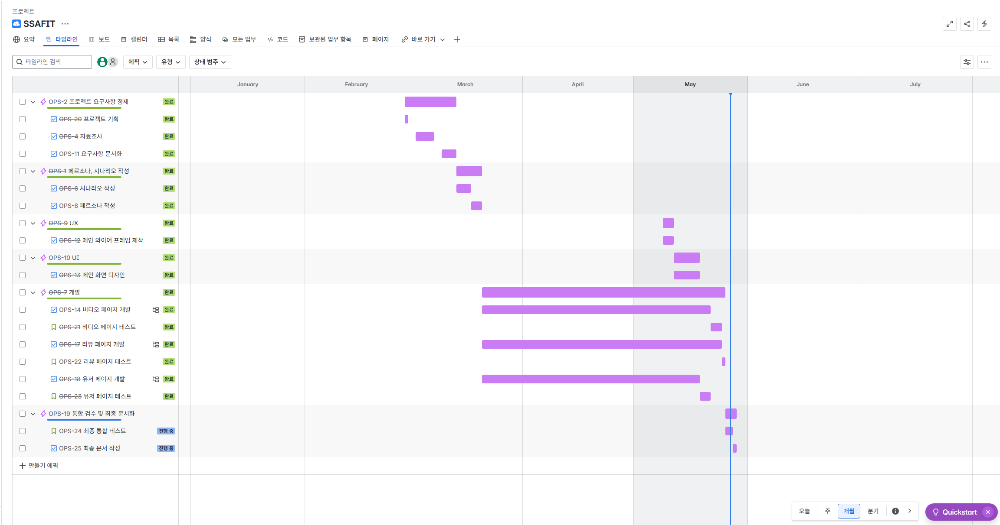 프로젝트
SSAFIT
요약 타임라인 보드 캘린더 목록 양식 모든 업무 코드 보관된 업무 항목 페이지 바로 가기
타임라인 검색 에픽 유형 상태 범주
January February March April May June July
OPS-2 프로젝트 요구사항 정제 완료
OPS-20 프로젝트 기획 완료
OPS-4 자료조사 완료
OPS-11 요구사항 문서화 완료
OPS-1 페르소나, 시나리오 작성 완료
OPS-6 시나리오 작성 완료
OPS-8 페르소나 작성 완료
OPS-9 UX 완료
OPS-12 메인 와이어 프레임 제작 완료
OPS-10 UI 완료
OPS-13 메인 화면 디자인 완료
OPS-7 개발 완료
OPS-14 비디오 페이지 개발 완료
OPS-21 비디오 페이지 테스트 완료
OPS-17 리뷰 페이지 개발 완료
OPS-22 리뷰 페이지 테스트 완료
OPS-18 유저 페이지 개발 완료
OPS-23 유저 페이지 테스트 완료
OPS-19 통합 검수 및 최종 문서화
OPS-24 최종 통합 테스트 진행 중
OPS-25 최종 문서 작성 진행 중
만들기 에픽
오늘 주 개월 분기 Quickstart